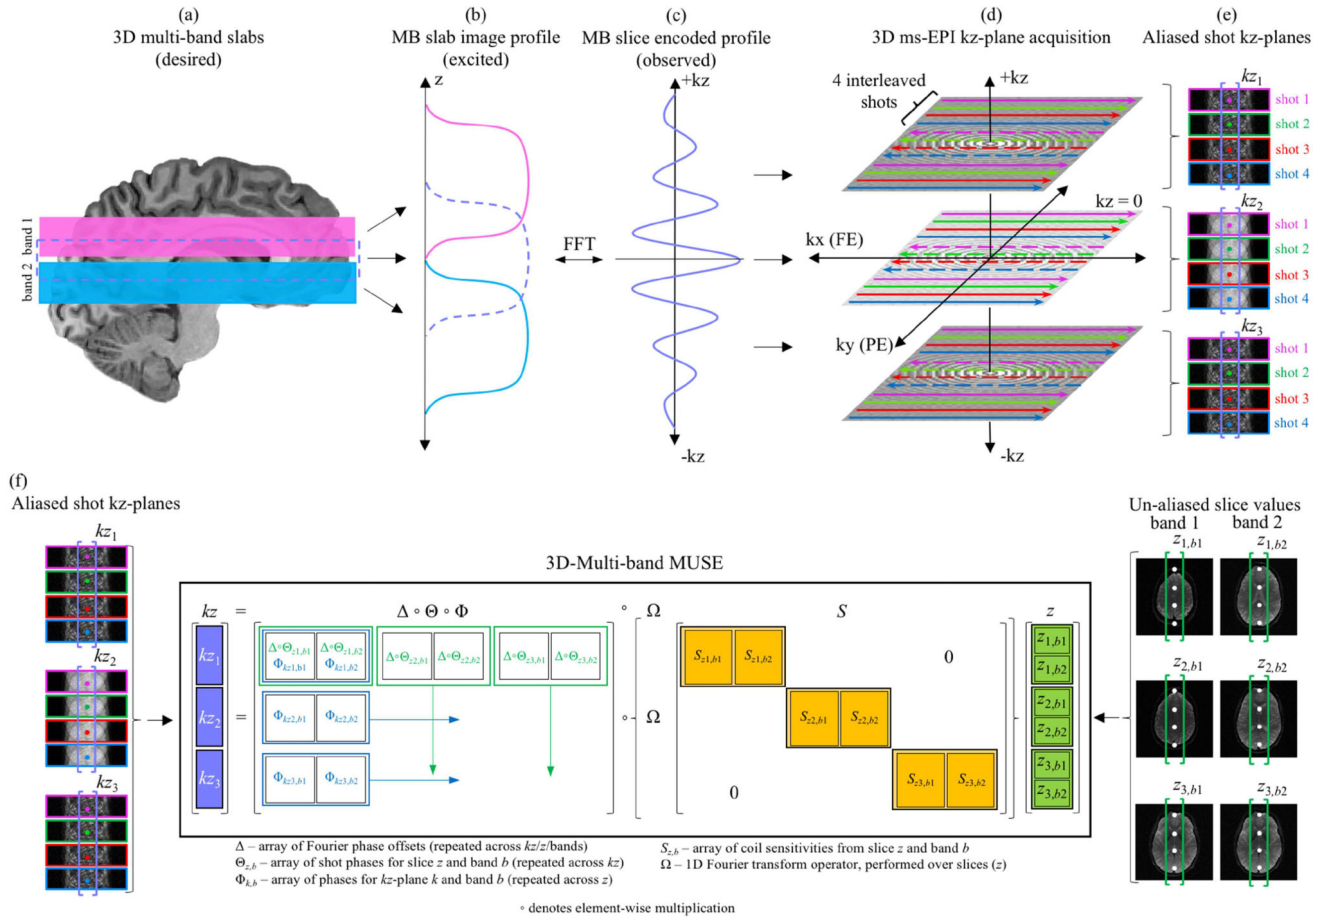 (a)
3D multi-band slabs
(desired)
(b)
MB slab image profile
(excited)
(c)
MB slice encoded profile
(observed)
(d)
3D ms-EPI kz-plane acquisition
(e)
Aliased shot kz-planes
band 1
band 2
z
FFT
+kz
-kz
4 interleaved
shots
+kz
kz = 0
kx (FE)
ky (PE)
-kz
kz₁
shot 1
shot 2
shot 3
shot 4
kz₂
shot 1
shot 2
shot 3
shot 4
kz₃
shot 1
shot 2
shot 3
shot 4
(f)
Aliased shot kz-planes
kz₁
kz₂
kz₃
3D-Multi-band MUSE
kz = Δ∘Θ∘Φ ∘ Ω S z
kz₁ Δ∘Θz1,b1 Δ∘Θz1,b2 Δ∘Θz2,b1 Δ∘Θz2,b2 Δ∘Θz3,b1 Δ∘Θz3,b2 Sz1,b1 Sz1,b2 0 z1,b1
Φkz1,b1 Φkz1,b2 z1,b2
kz₂ = Φkz2,b1 Φkz2,b2 ∘ Ω Sz2,b1 Sz2,b2 z2,b1
z2,b2
kz₃ Φkz3,b1 Φkz3,b2 0 Sz3,b1 Sz3,b2 z3,b1
z3,b2
Un-aliased slice values
band 1 band 2
z1,b1 z1,b2
z2,b1 z2,b2
z3,b1 z3,b2
Δ – array of Fourier phase offsets (repeated across kz/z/bands)
Θz,b – array of shot phases for slice z and band b (repeated across kz)
Φk,b – array of phases for kz-plane k and band b (repeated across z)
Sz,b – array of coil sensitivities from slice z and band b
Ω – 1D Fourier transform operator, performed over slices (z)
∘ denotes element-wise multiplication